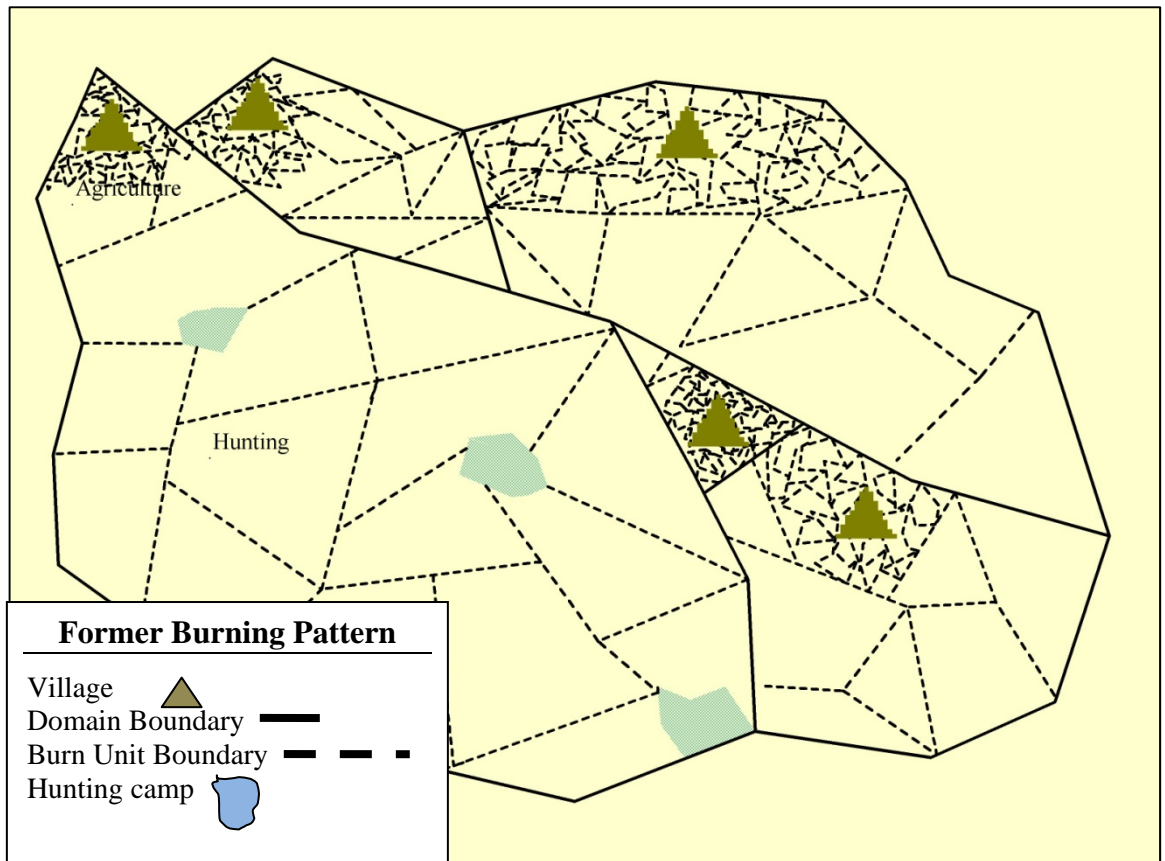 Agriculture
Hunting
Former Burning Pattern
Village
Domain Boundary
Burn Unit Boundary
Hunting camp